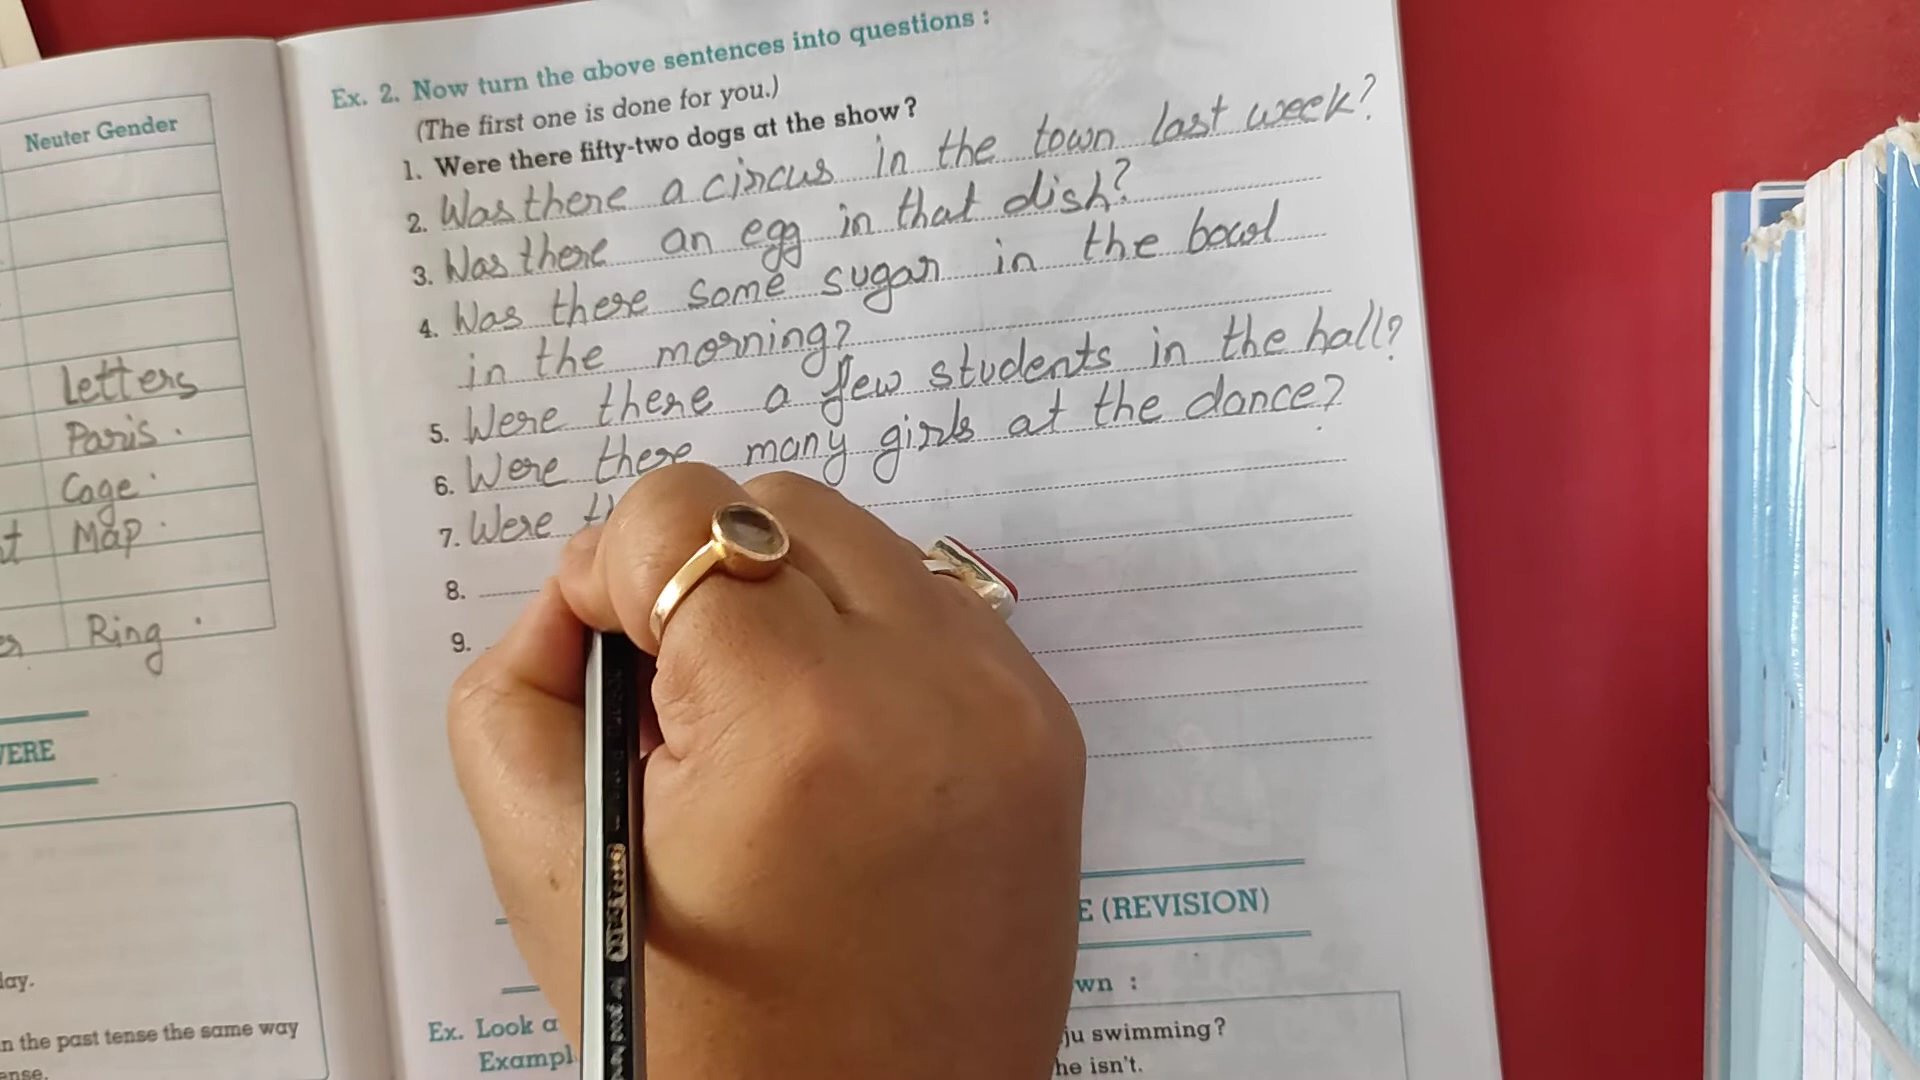 Neuter Gender
Letters
Paris.
Cage.
Map.
Ring.
lay.
n the past tense the same way
ense.
Ex. 2. Now turn the above sentences into questions :
(The first one is done for you.)
1. Were there fifty-two dogs at the show?
2. Was there a circus in the town last week?
3. Was there an egg in that dish?
4. Was there some sugar in the bowl
in the morning?
5. Were there a few students in the hall?
6. Were there many girls at the dance?
7. Were th
8.
9.
E (REVISION)
wn :
Ex. Look a
ju swimming?
Exampl
he isn't.